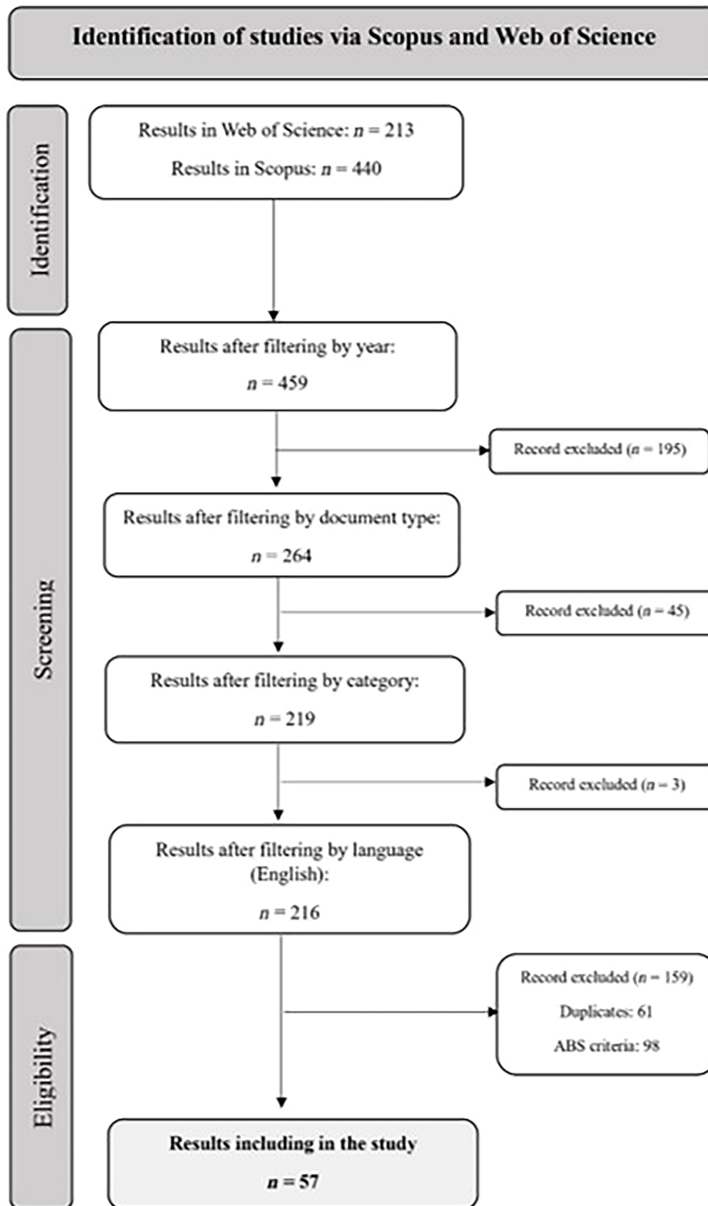 Identification of studies via Scopus and Web of Science
Identification
Results in Web of Science: n = 213
Results in Scopus: n = 440
Screening
Results after filtering by year:
n = 459
Record excluded (n = 195)
Results after filtering by document type:
n = 264
Record excluded (n = 45)
Results after filtering by category:
n = 219
Record excluded (n = 3)
Results after filtering by language
(English):
n = 216
Eligibility
Record excluded (n = 159)
Duplicates: 61
ABS criteria: 98
Results including in the study
n = 57